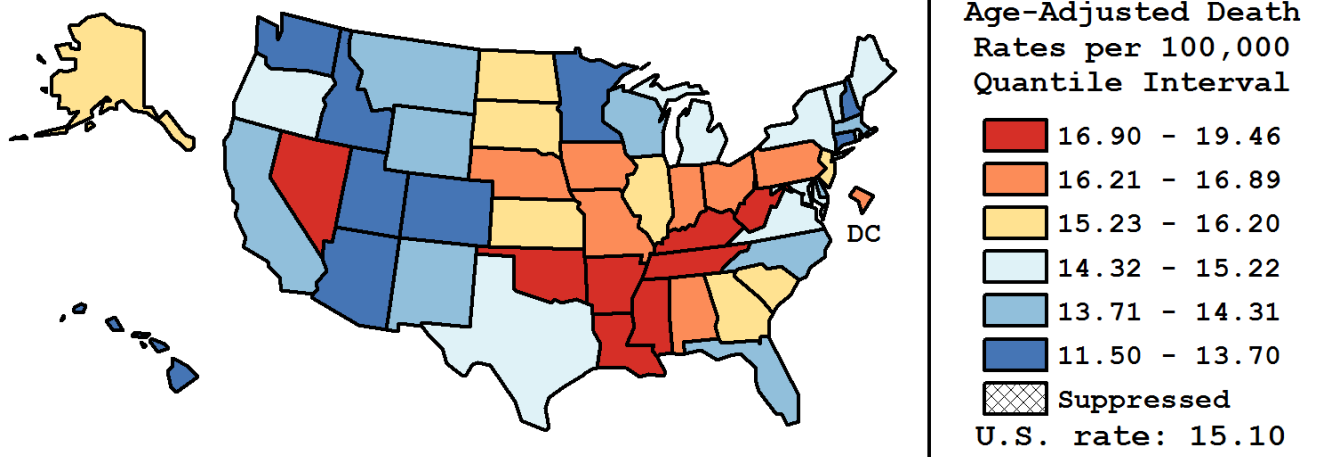 DC
Age-Adjusted Death
Rates per 100,000
Quantile Interval
16.90 - 19.46
16.21 - 16.89
15.23 - 16.20
14.32 - 15.22
13.71 - 14.31
11.50 - 13.70
Suppressed
U.S. rate: 15.10